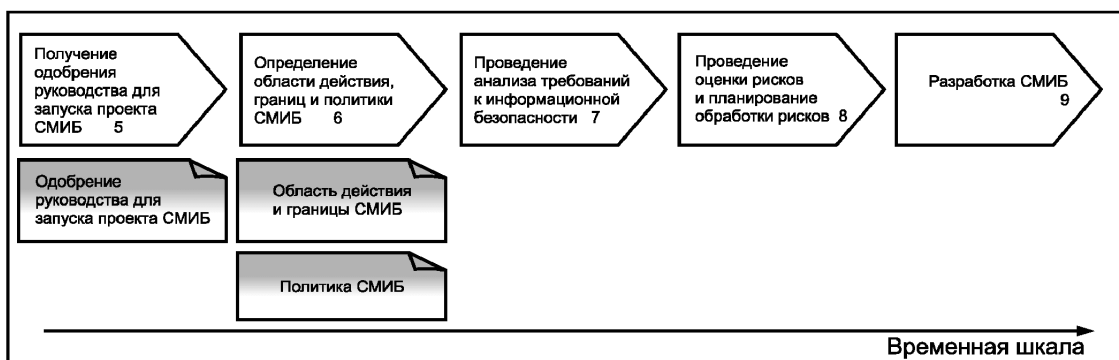 Получение
одобрения
руководства для
запуска проекта
СМИБ 5
Определение
области действия,
границ и политики
СМИБ 6
Проведение
анализа требований
к информационной
безопасности 7
Проведение
оценки рисков
и планирование
обработки рисков 8
Разработка СМИБ
9
Одобрение
руководства для
запуска проекта СМИБ
Область действия
и границы СМИБ
Политика СМИБ
Временная шкала